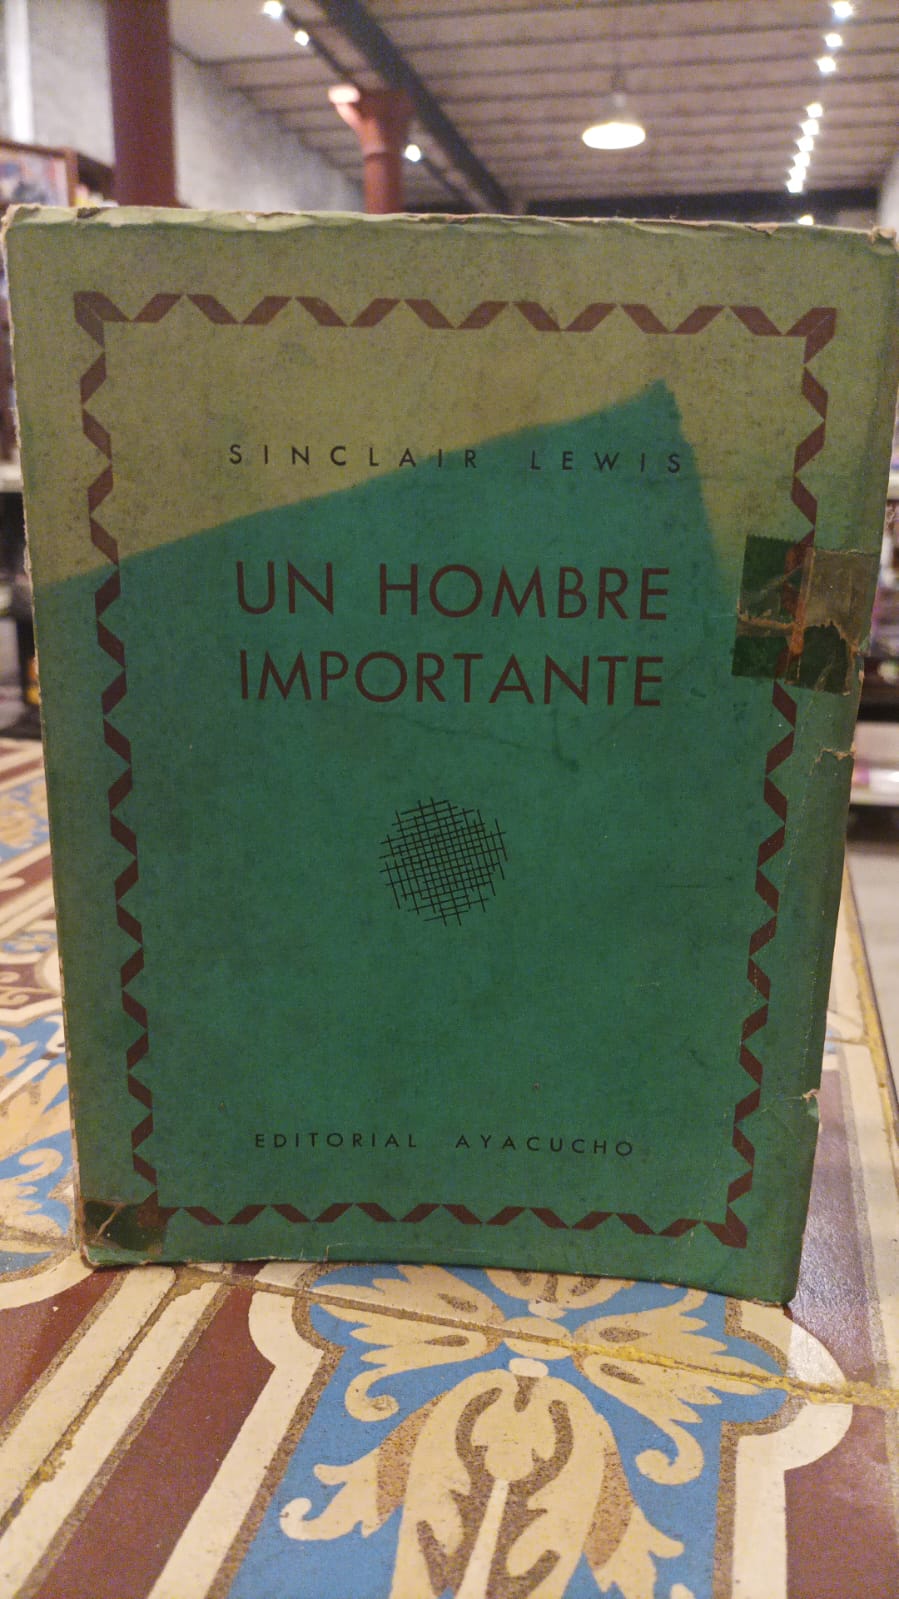 SINCLAIR LEWIS
UN HOMBRE
IMPORTANTE
EDITORIAL AYACUCHO